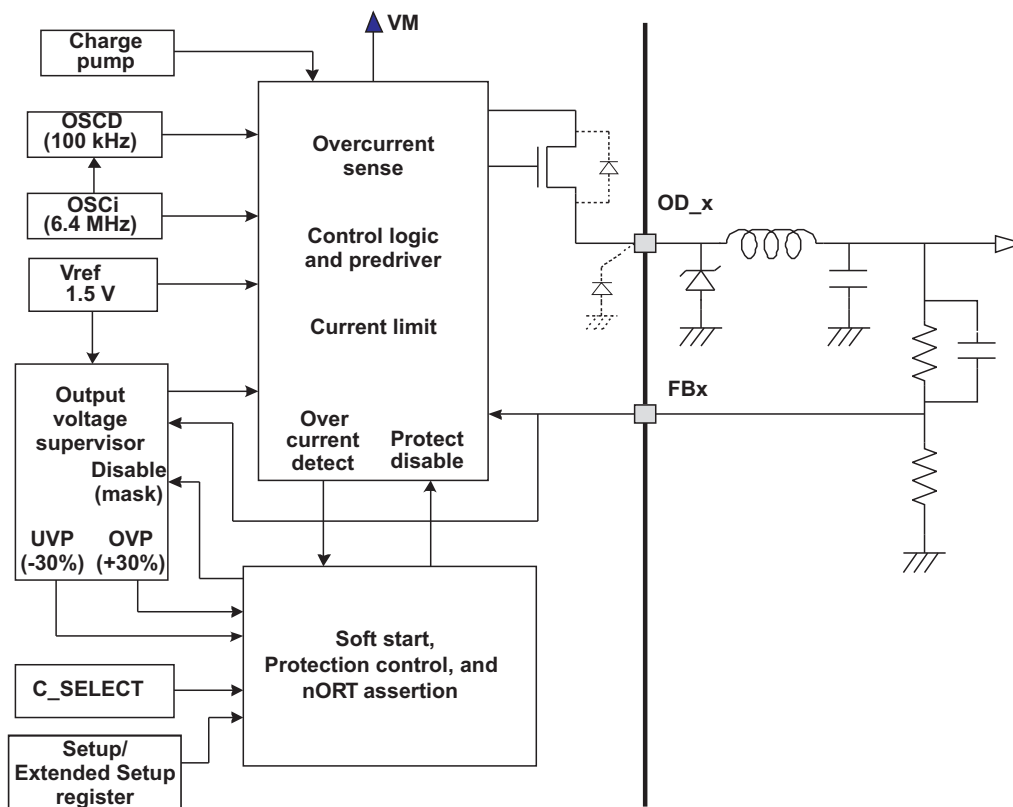 VM
Charge
pump
OSCD
(100 kHz)
OSCi
(6.4 MHz)
Vref
1.5 V
Overcurrent
sense
Control logic
and predriver
Current limit
Over
current
detect
Protect
disable
OD_x
FBx
Output
voltage
supervisor
Disable
(mask)
UVP
(-30%)
OVP
(+30%)
Soft start,
Protection control, and
nORT assertion
C_SELECT
Setup/
Extended Setup
register